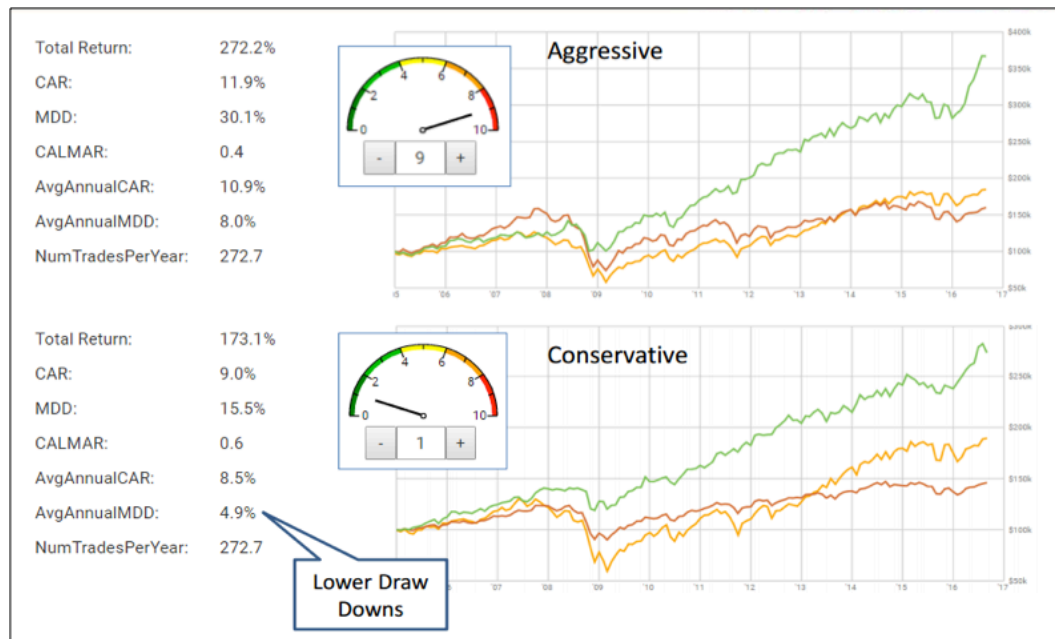 Total Return: 272.2%
CAR: 11.9%
MDD: 30.1%
CALMAR: 0.4
AvgAnnualCAR: 10.9%
AvgAnnualMDD: 8.0%
NumTradesPerYear: 272.7
0 2 4 6 8 10
- 9 +
Aggressive
$400k
$350k
$300k
$250k
$200k
$150k
$100k
$50k
'06 '07 '08 '09 '10 '11 '12 '13 '14 '15 '16 '17
Total Return: 173.1%
CAR: 9.0%
MDD: 15.5%
CALMAR: 0.6
AvgAnnualCAR: 8.5%
AvgAnnualMDD: 4.9%
NumTradesPerYear: 272.7
0 2 4 6 8 10
- 1 +
Conservative
$250k
$200k
$150k
$100k
$50k
'07 '08 '09 '10 '11 '12 '13 '14 '15 '16 '17
Lower Draw
Downs